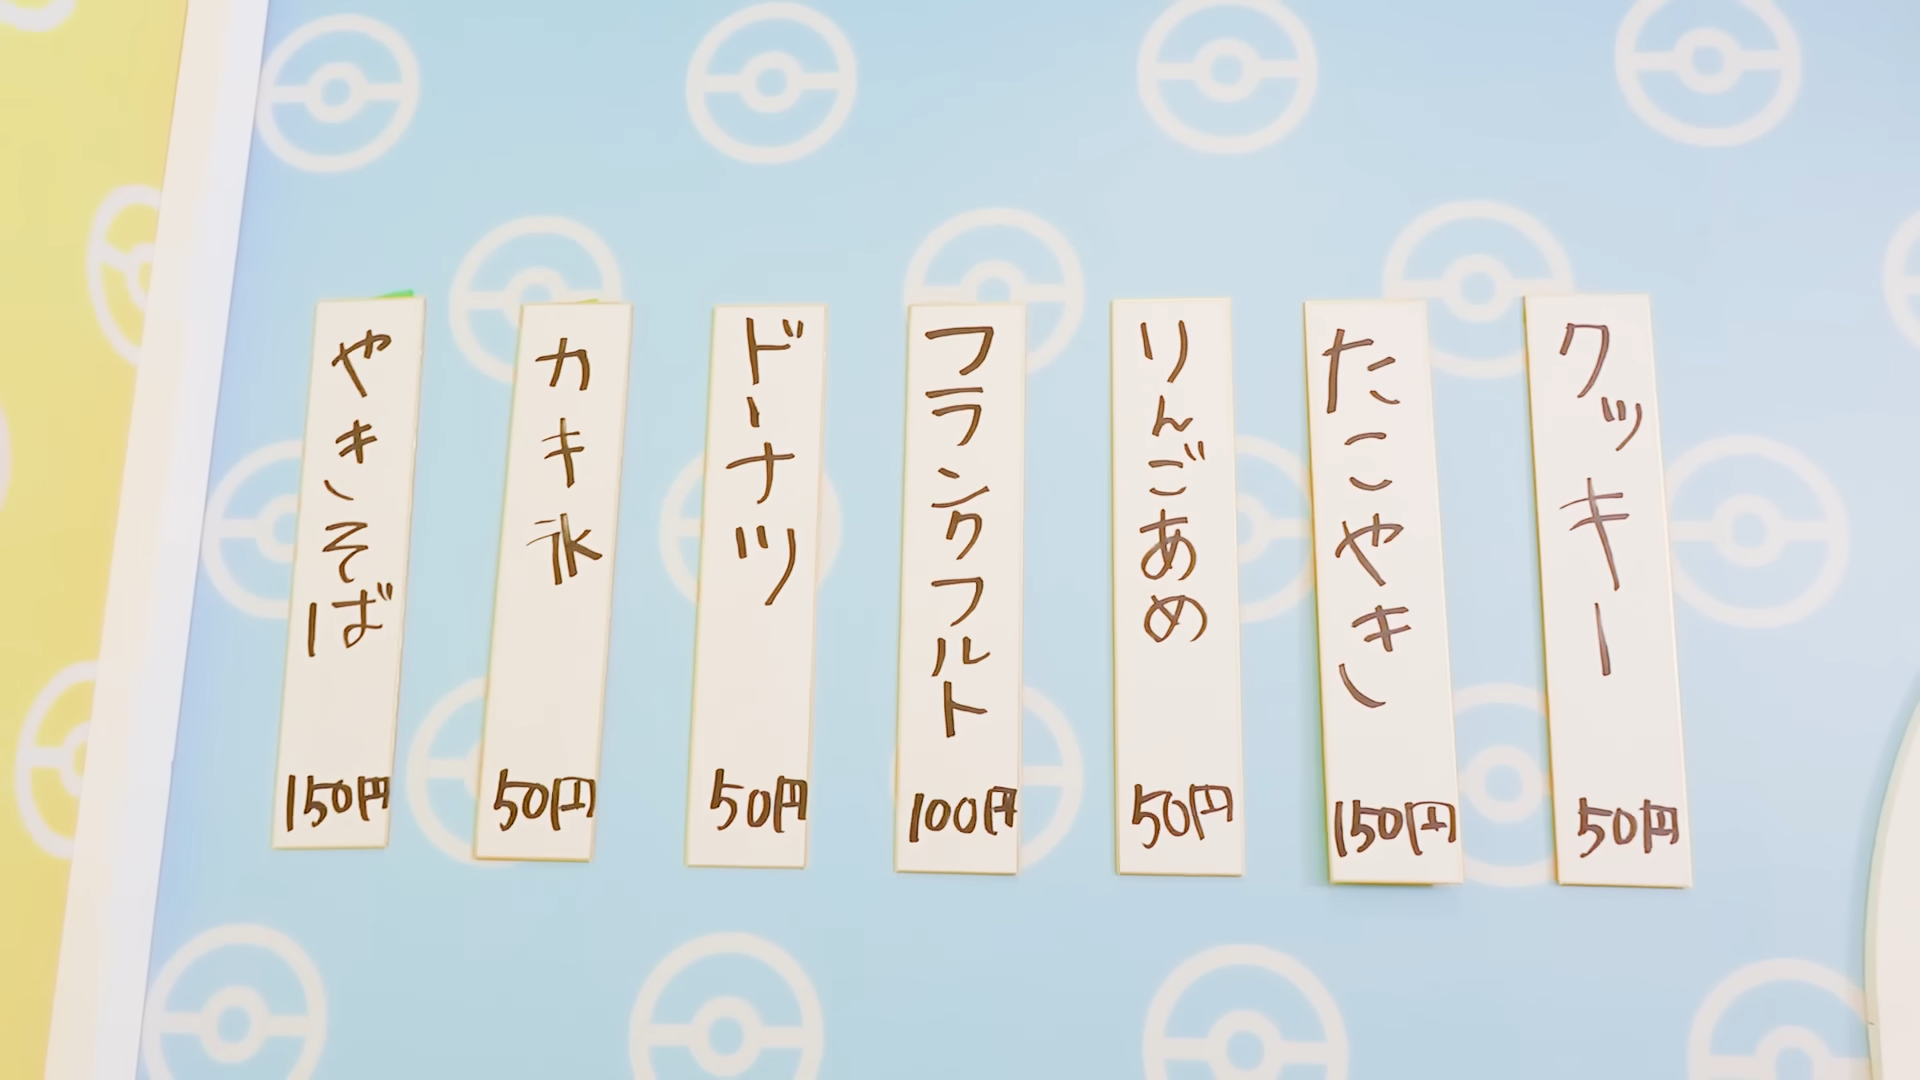 クッキー 50円
たこやき 150円
りんごあめ 50円
フランクフルト 100円
ドーナツ 50円
カキ氷 50円
やきそば 150円